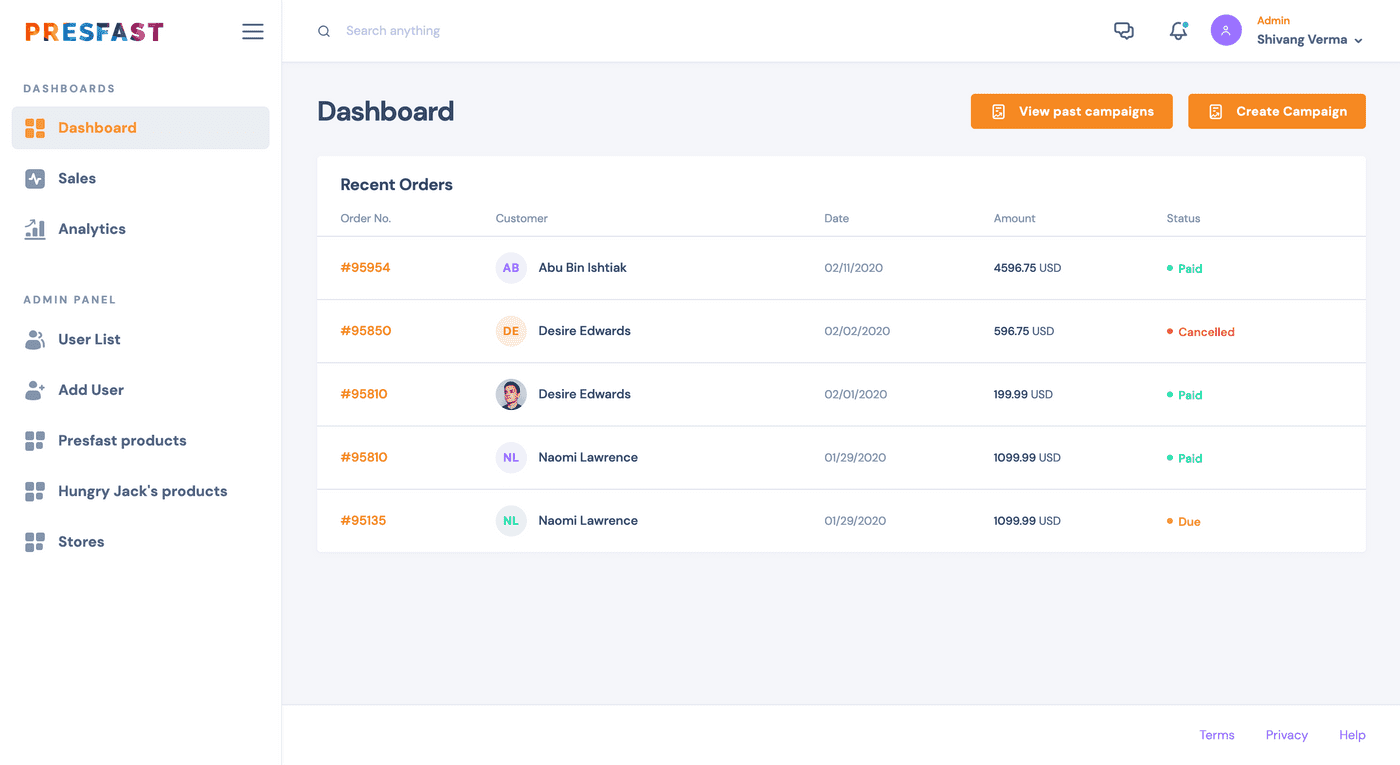 PRESFAST
Search anything
Admin
Shivang Verma
DASHBOARDS
Dashboard
Sales
Analytics
ADMIN PANEL
User List
Add User
Presfast products
Hungry Jack's products
Stores
Dashboard
View past campaigns
Create Campaign
Recent Orders
Order No. Customer Date Amount Status
#95954 AB Abu Bin Ishtiak 02/11/2020 4596.75 USD Paid
#95850 DE Desire Edwards 02/02/2020 596.75 USD Cancelled
#95810 Desire Edwards 02/01/2020 199.99 USD Paid
#95810 NL Naomi Lawrence 01/29/2020 1099.99 USD Paid
#95135 NL Naomi Lawrence 01/29/2020 1099.99 USD Due
Terms Privacy Help